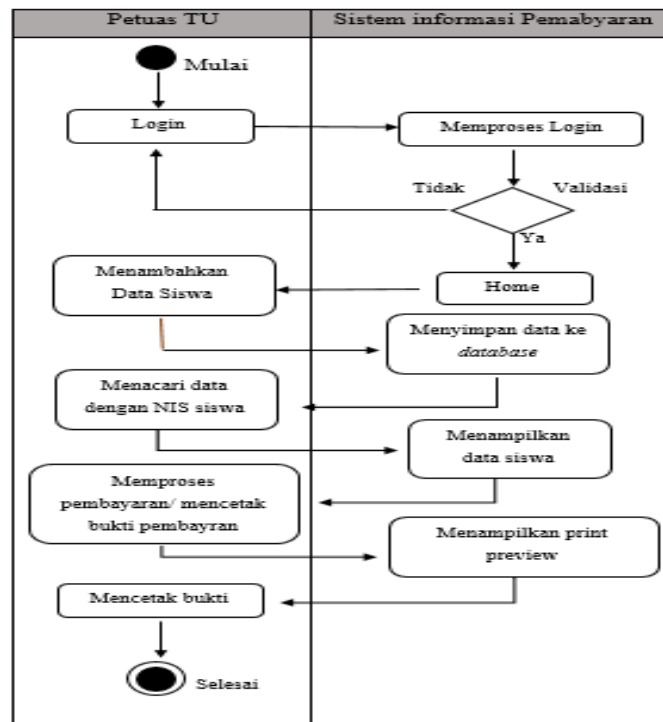 Petuas TU
Sistem informasi Pemabyaran
Mulai
Login
Memproses Login
Tidak
Validasi
Ya
Home
Menambahkan
Data Siswa
Menyimpan data ke
database
Menacari data
dengan NIS siswa
Menampilkan
data siswa
Memproses
pembayaran/ mencetak
bukti pembayran
Menampilkan print
preview
Mencetak bukti
Selesai